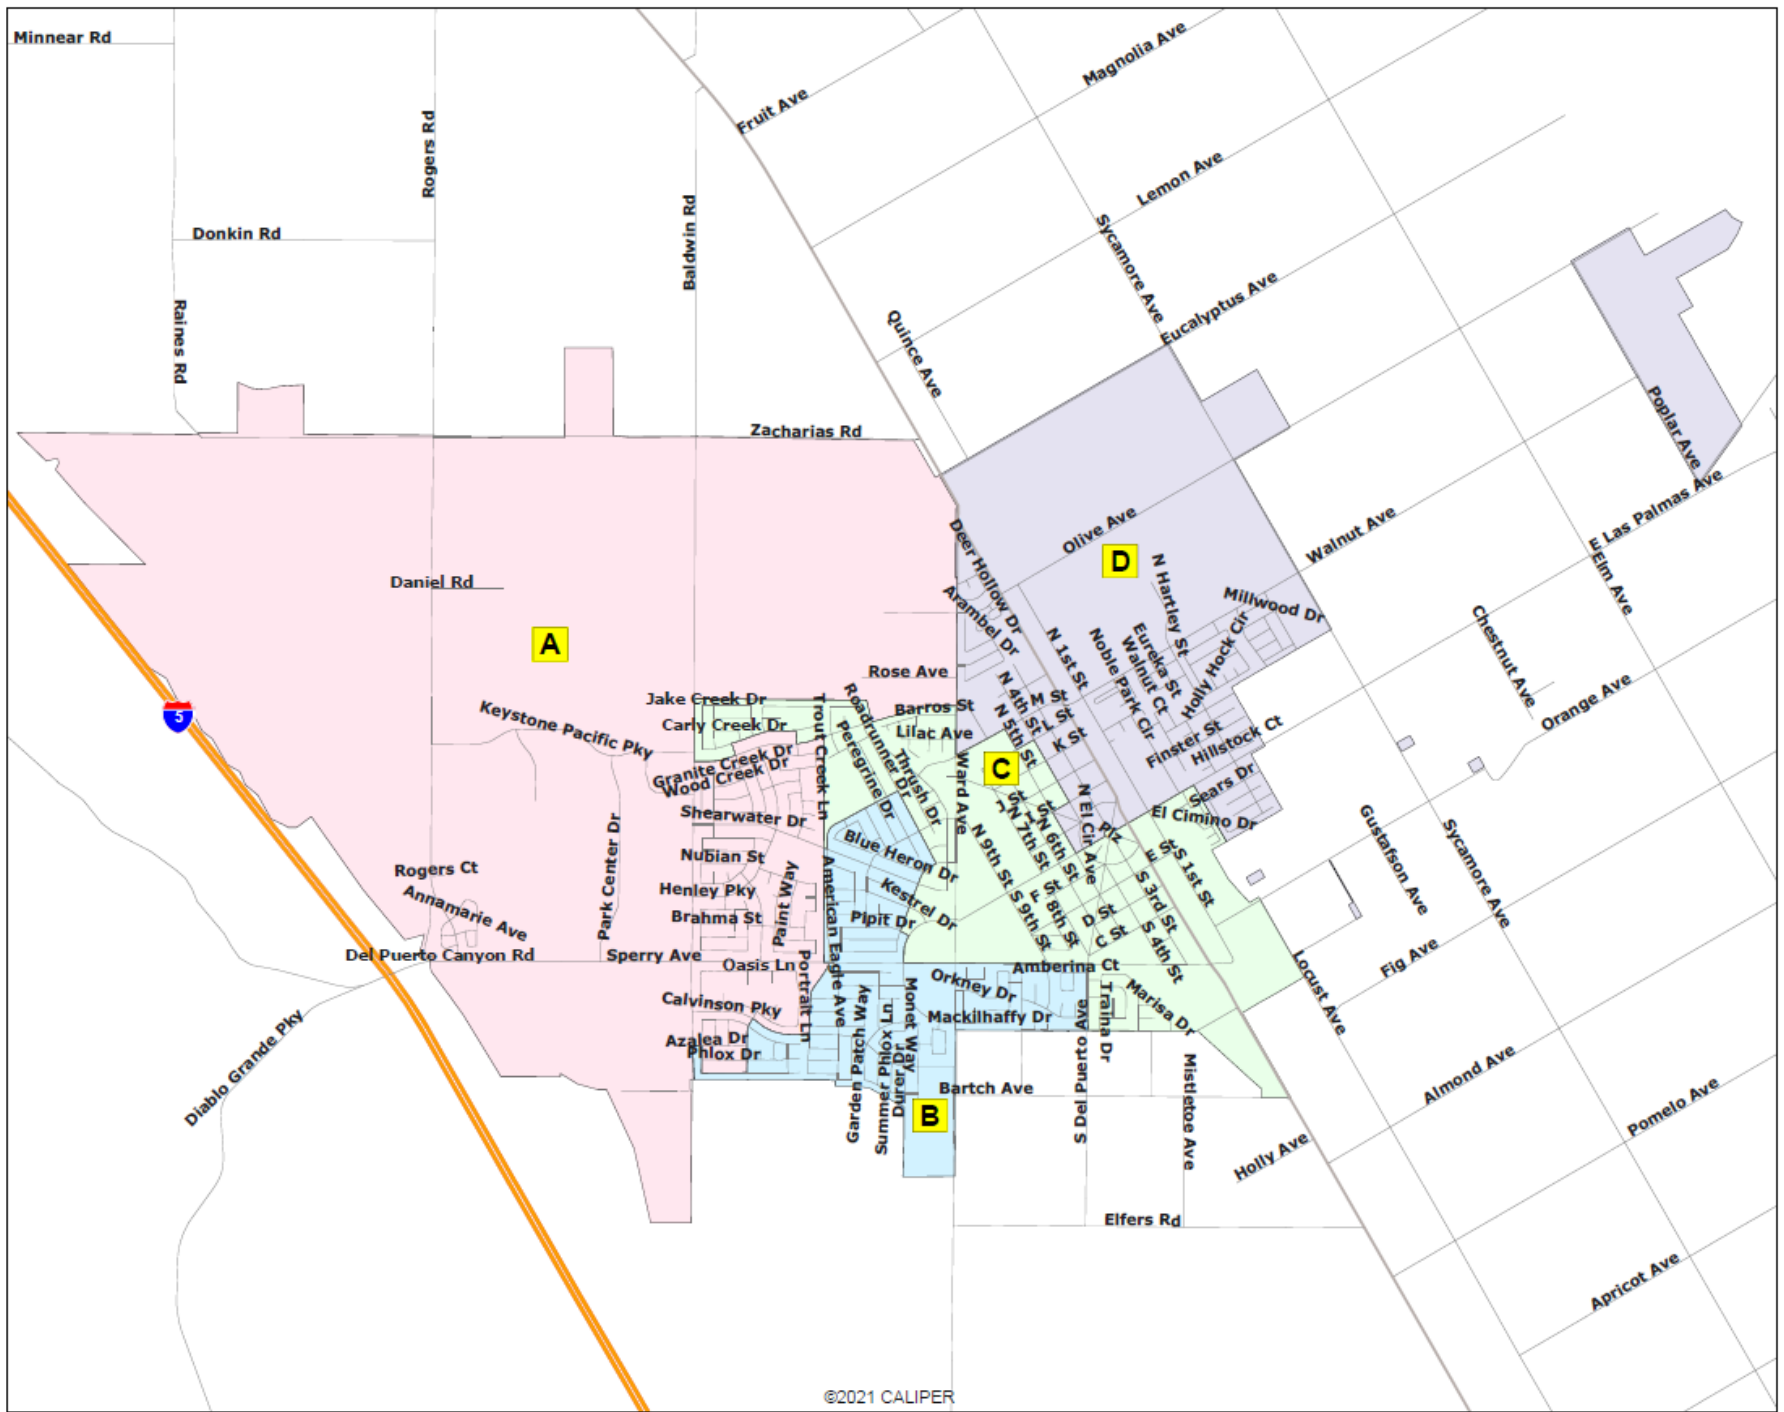 Minnear Rd
Magnolia Ave
Fruit Ave
Rogers Rd
Lemon Ave
Donkin Rd
Baldwin Rd
Sycamore Ave
Eucalyptus Ave
Raines Rd
Quince Ave
Poplar Ave
Zacharias Rd
E Las Palmas Ave
Walnut Ave
Olive Ave
Deer Hollow Dr
D
Elm Ave
Daniel Rd
N Hartley St
Millwood Dr
Arambel Dr
A
N 1st St
Noble Park Cir
Eureka St
Walnut Ct
Holly Hock Cir
Chestnut Ave
Rose Ave
Orange Ave
Jake Creek Dr
Trout Creek Ln
Roadrunner Dr
N 4th St
M St
5
Keystone Pacific Pky
Carly Creek Dr
Peregrine Dr
Barros St
N 5th St
L St
Lilac Ave
K St
Finster St
Hillstock Ct
Granite Creek Dr
Wood Creek Dr
Thrush Dr
Ward Ave
C
Sears Dr
J St
I St
N El Cir
Plz
El Cimino Dr
Shearwater Dr
N 9th St
N 7th St
N 6th St
Gustafson Ave
Sycamore Ave
Park Center Dr
Blue Heron Dr
Nubian St
Ave
E St
S 1st St
Rogers Ct
American Eagle Ave
Henley Pky
Paint Way
Kestrel Dr
F St
S 3rd St
Annamarie Ave
Brahma St
Pipit Dr
S 9th St
S 8th St
D St
C St
S 4th St
Del Puerto Canyon Rd
Sperry Ave
Oasis Ln
Portrait Ln
Amberina Ct
Locust Ave
Fig Ave
Orkney Dr
Monet Way
Calvinson Pky
Garden Patch Way
Summer Phlox Ln
Mackilhaffy Dr
S Del Puerto Ave
Traina Dr
Marisa Dr
Azalea Dr
Phlox Dr
Durer Dr
Diablo Grande Pky
Bartch Ave
Mistletoe Ave
Almond Ave
B
Pomelo Ave
Holly Ave
Elfers Rd
Apricot Ave
©2021 CALIPER